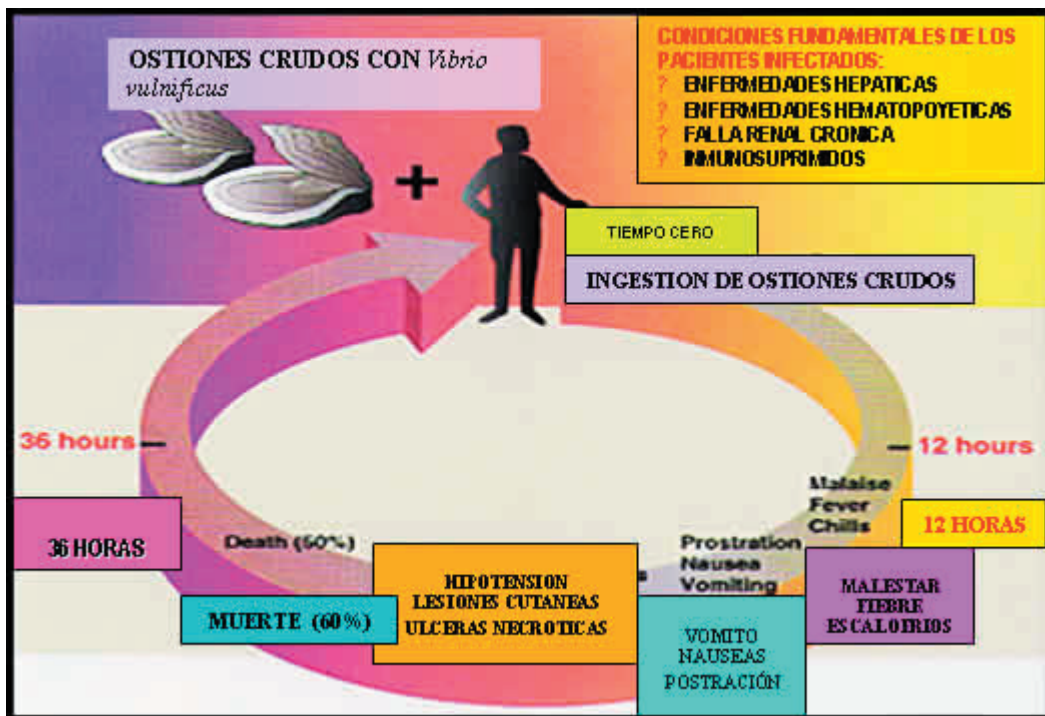 OSTIONES CRUDOS CON Vibrio
vulnificus
CONDICIONES FUNDAMENTALES DE LOS
PACIENTES INFECTADOS:
? ENFERMEDADES HEPATICAS
? ENFERMEDADES HEMATOPOYETICAS
? FALLA RENAL CRONICA
? INMUNOSUPRIMIDOS
+
TIEMPO CERO
INGESTION DE OSTIONES CRUDOS
36 hours
12 hours
Malaise
Fever
Chills
12 HORAS
36 HORAS
Death (60%)
Prostration
Nausea
Vomiting
HIPOTENSION
LESIONES CUTANEAS
ULCERAS NECROTICAS
s
MALESTAR
FIEBRE
ESCALOIRIOS
MUERTE (60%)
VOMITO
NAUSEAS
POSTRACIÓN